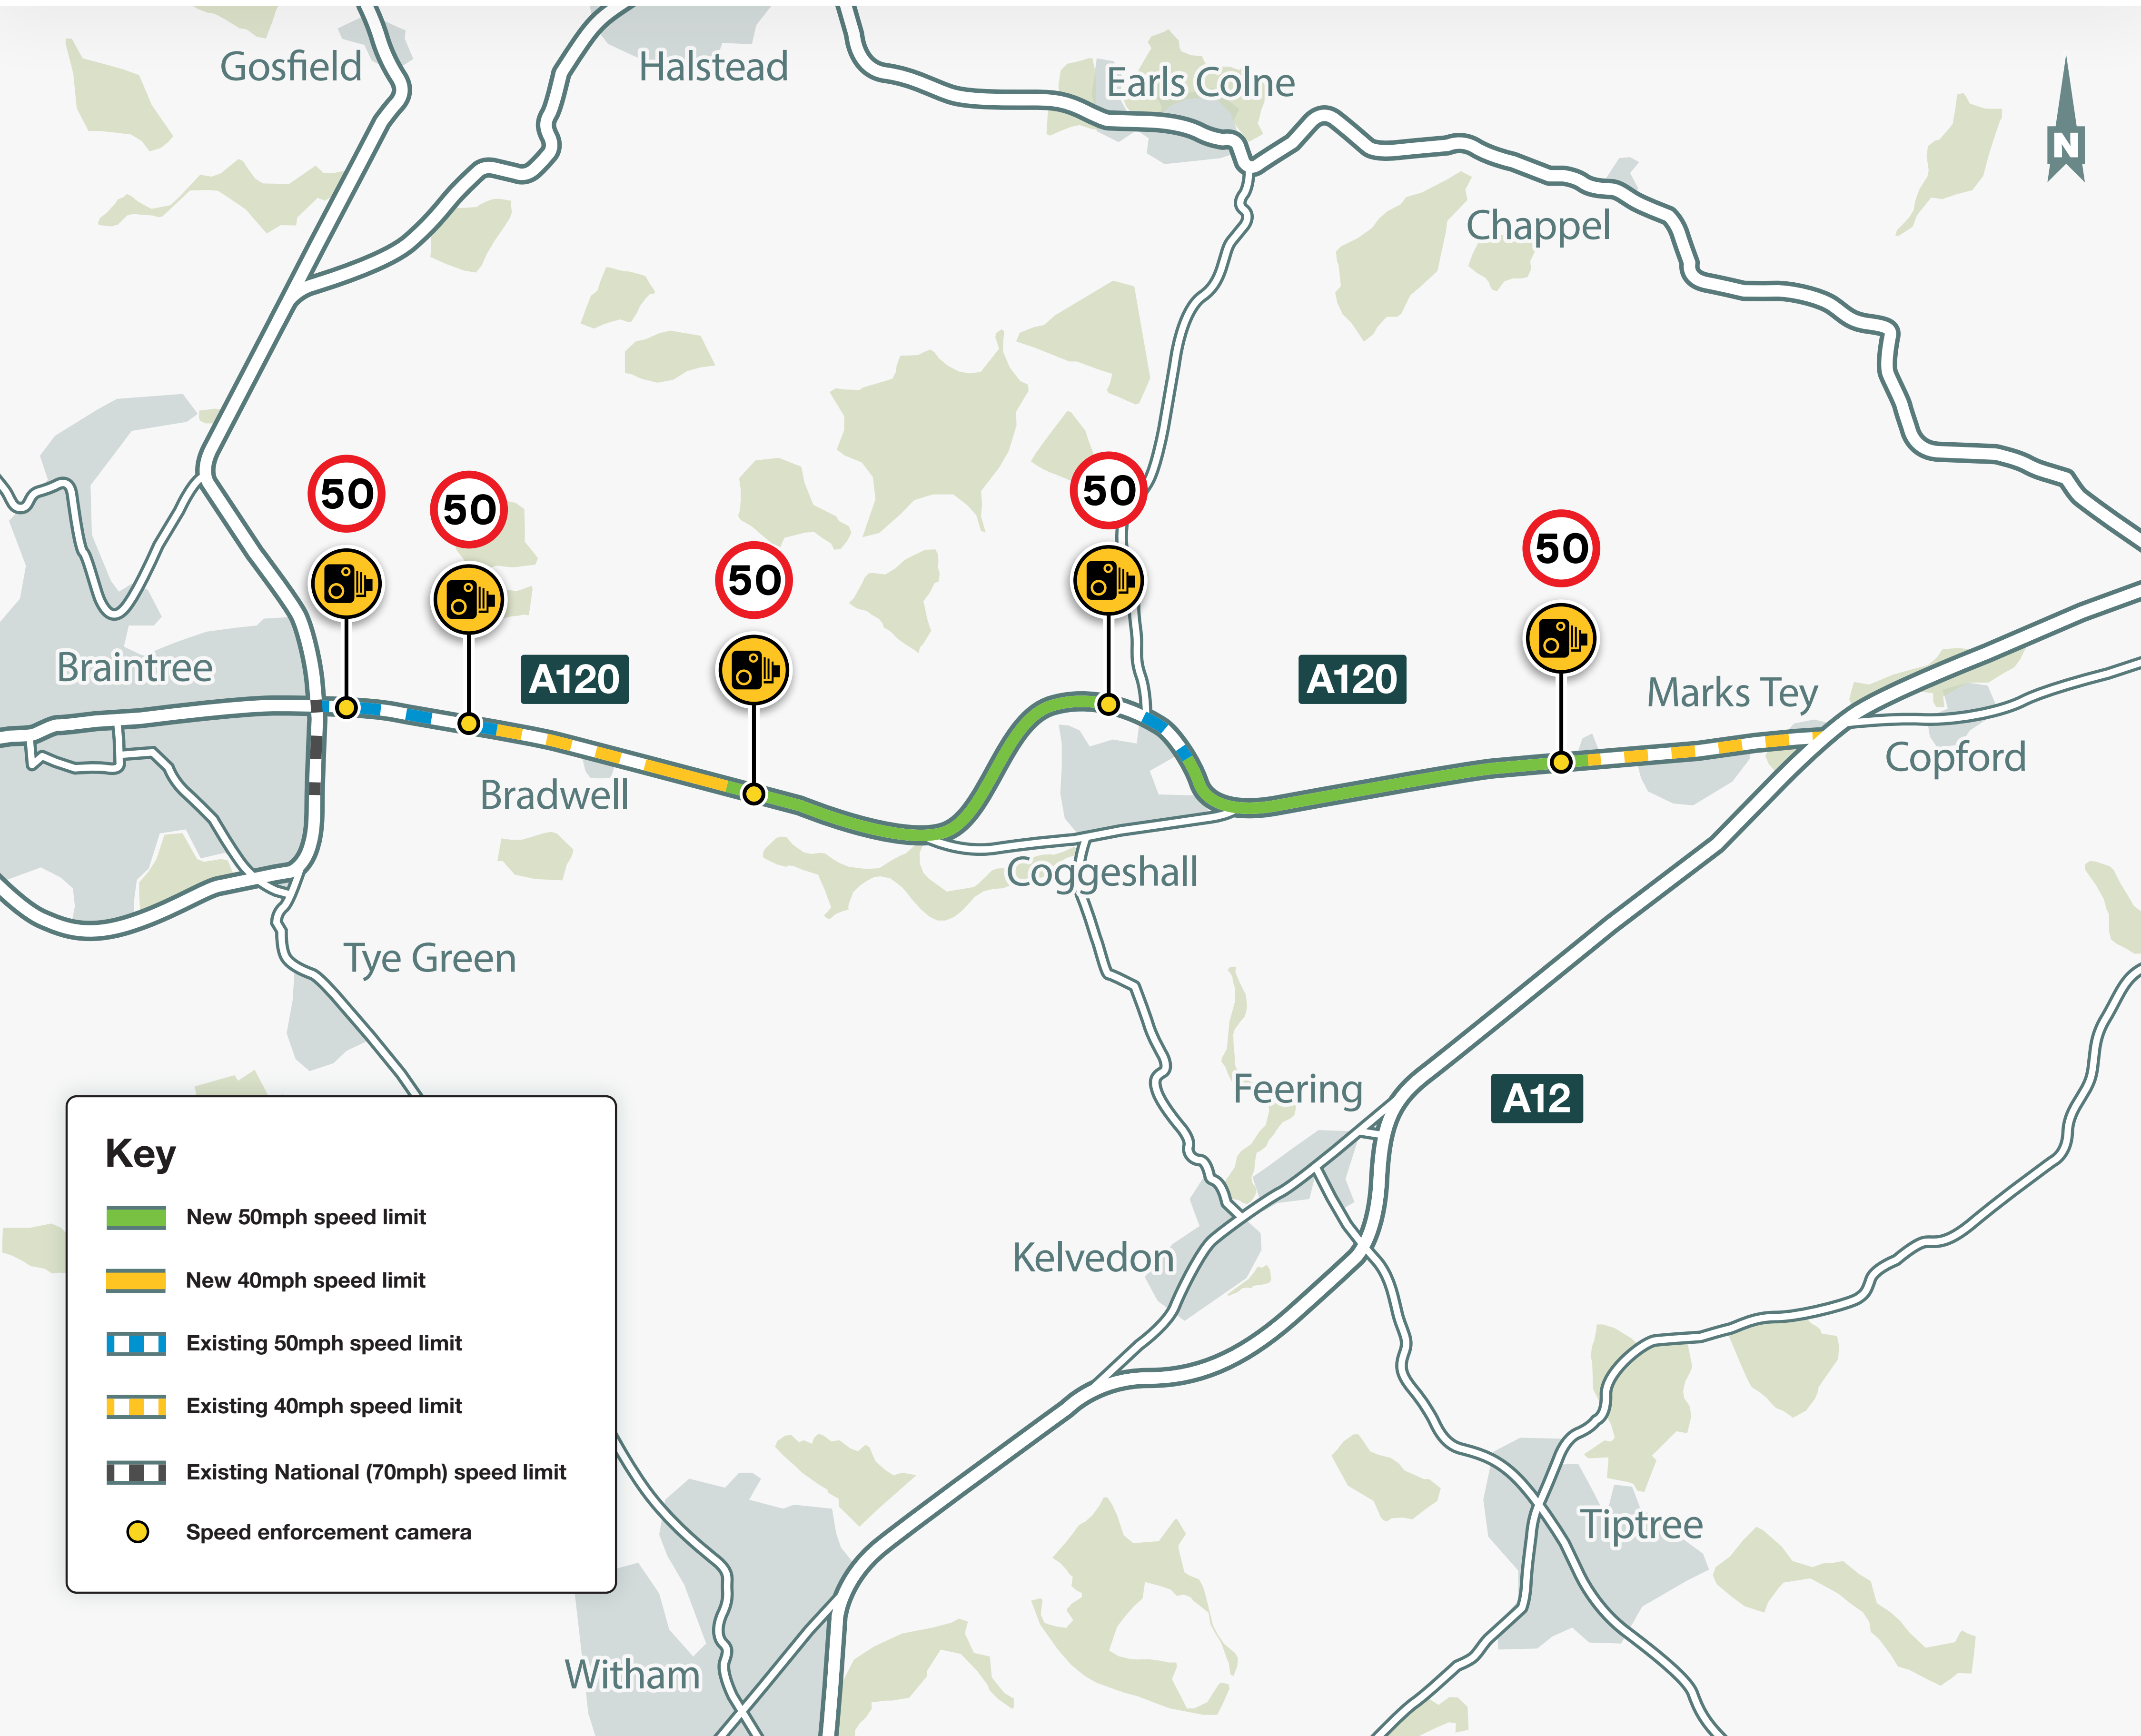 Gosfield
Halstead
Earls Colne
N
Chappel
50
50
50
50
50
Braintree
A120
A120
Marks Tey
Copford
Bradwell
Coggeshall
Tye Green
Feering
A12
Key
New 50mph speed limit
New 40mph speed limit
Existing 50mph speed limit
Existing 40mph speed limit
Existing National (70mph) speed limit
Speed enforcement camera
Kelvedon
Tiptree
Witham